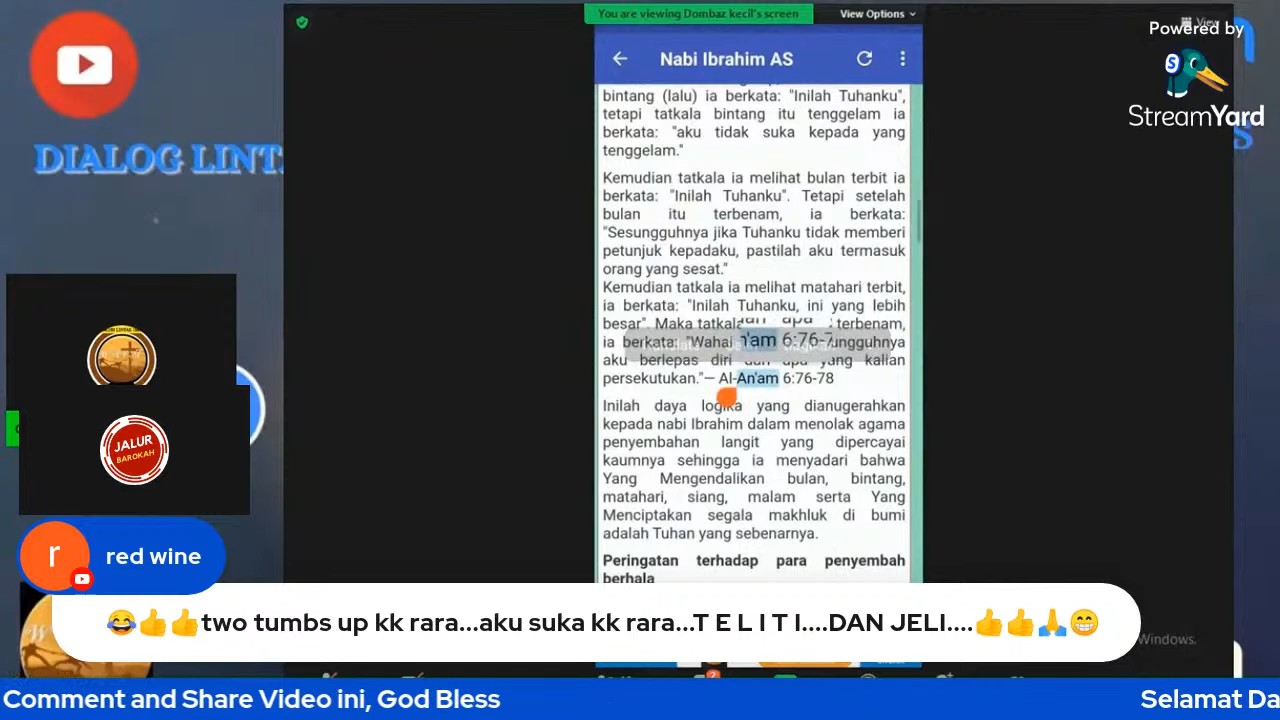 You are viewing Dombaz kecil's screen
View Options
View
Powered by
StreamYard
DIALOG LINT
Nabi Ibrahim AS
bintang (lalu) ia berkata: "Inilah Tuhanku",
tetapi tatkala bintang itu tenggelam ia
berkata: "aku tidak suka kepada yang
tenggelam."
Kemudian tatkala ia melihat bulan terbit ia
berkata: "Inilah Tuhanku". Tetapi setelah
bulan itu terbenam, ia berkata:
"Sesungguhnya jika Tuhanku tidak memberi
petunjuk kepadaku, pastilah aku termasuk
orang yang sesat."
Kemudian tatkala ia melihat matahari terbit,
ia berkata: "Inilah Tuhanku, ini yang lebih
besar". Maka tatkala terbenam,
ia berkata: "Wahai n'am 6:76-7 ungguhnya
aku berlepas diri dari apa yang kalian
persekutukan."— Al-An'am 6:76-78
Inilah daya logika yang dianugerahkan
kepada nabi Ibrahim dalam menolak agama
penyembahan langit yang dipercayai
kaumnya sehingga ia menyadari bahwa
Yang Mengendalikan bulan, bintang,
matahari, siang, malam serta Yang
Menciptakan segala makhluk di bumi
adalah Tuhan yang sebenarnya.
Peringatan terhadap para penyembah
berhala
JALUR
BAROKAH
r
red wine
😂👍👍two tumbs up kk rara...aku suka kk rara...T E L I T I....DAN JELI....👍👍🙏😁
Windows.
Comment and Share Video ini, God Bless
Selamat Da